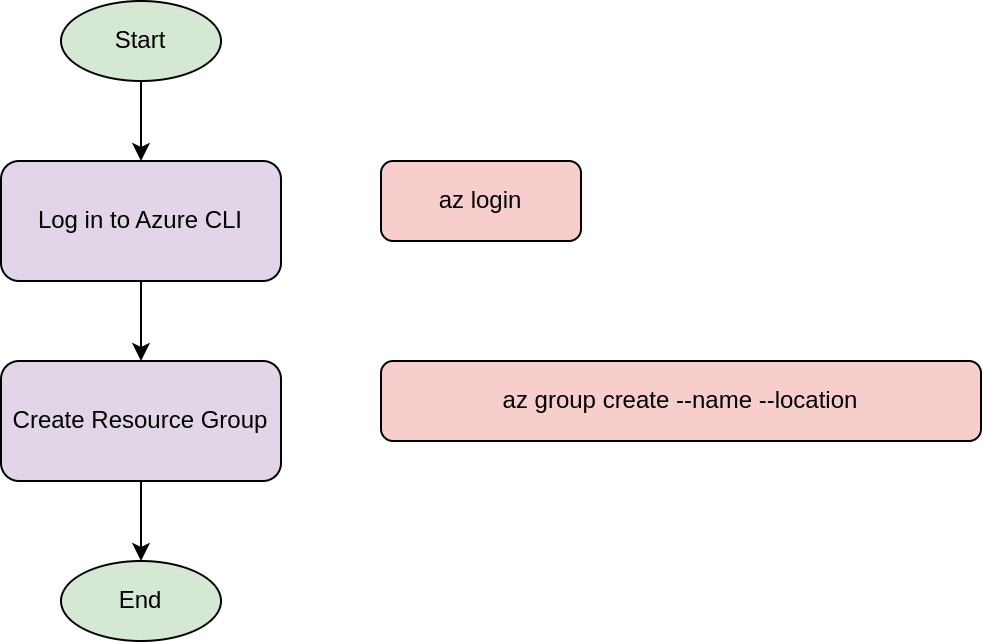 Start
Log in to Azure CLI
az login
Create Resource Group
az group create --name --location
End